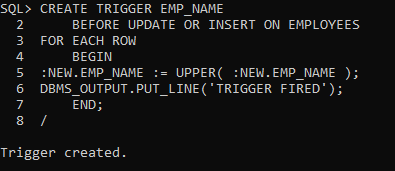 SQL> CREATE TRIGGER EMP_NAME
  2      BEFORE UPDATE OR INSERT ON EMPLOYEES
  3  FOR EACH ROW
  4      BEGIN
  5  :NEW.EMP_NAME := UPPER( :NEW.EMP_NAME );
  6  DBMS_OUTPUT.PUT_LINE('TRIGGER FIRED');
  7      END;
  8  /
Trigger created.